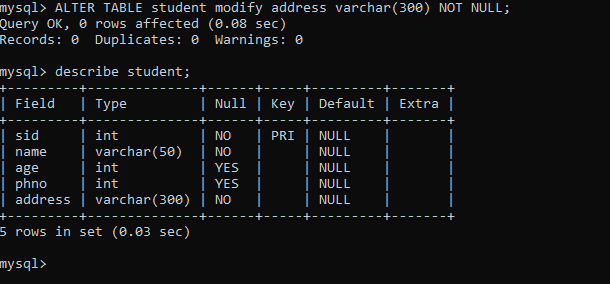 mysql> ALTER TABLE student modify address varchar(300) NOT NULL;
Query OK, 0 rows affected (0.08 sec)
Records: 0  Duplicates: 0  Warnings: 0
mysql> describe student;
+---------+--------------+------+-----+---------+-------+
| Field   | Type         | Null | Key | Default | Extra |
+---------+--------------+------+-----+---------+-------+
| sid     | int          | NO   | PRI | NULL    |       |
| name    | varchar(50)  | NO   |     | NULL    |       |
| age     | int          | YES  |     | NULL    |       |
| phno    | int          | YES  |     | NULL    |       |
| address | varchar(300) | NO   |     | NULL    |       |
+---------+--------------+------+-----+---------+-------+
5 rows in set (0.03 sec)
mysql>